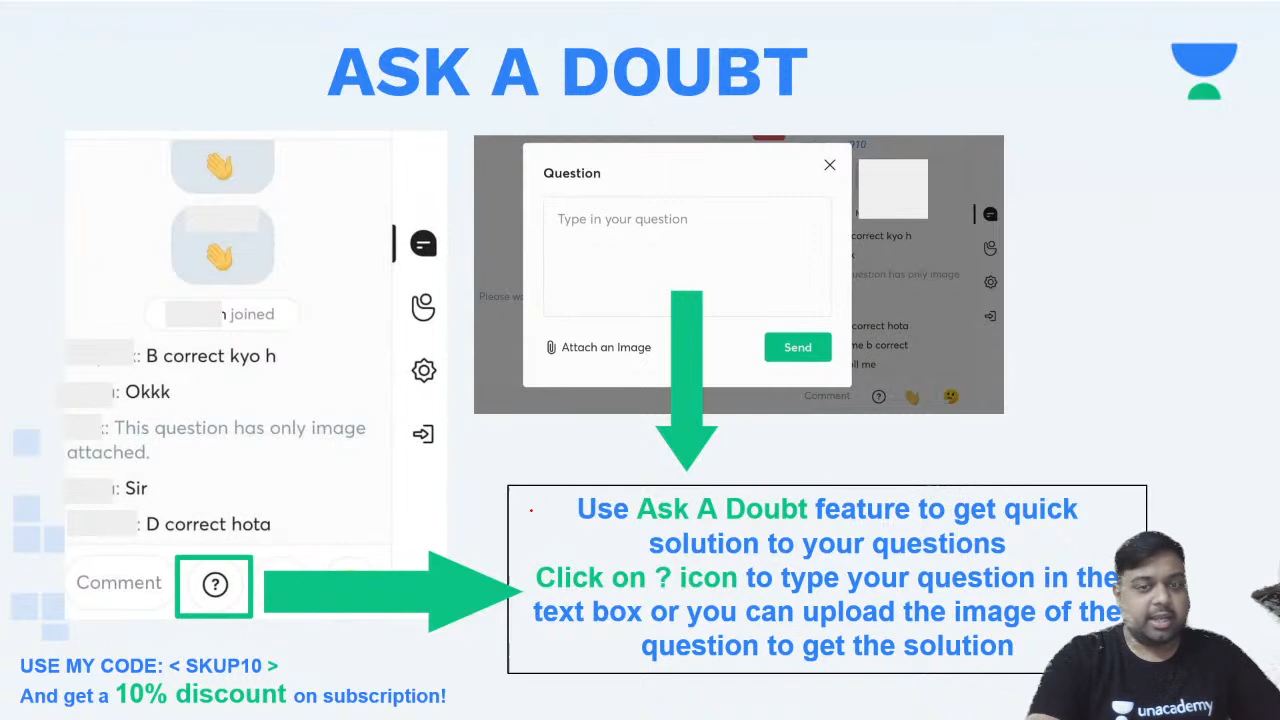 ASK A DOUBT
joined
: B correct kyo h
: Okkk
: This question has only image
attached.
: Sir
: D correct hota
Comment
Question
Type in your question
Attach an Image
Send
correct kyo h
uestion has only image
Please
correct hota
me b correct
ll me
Comment
Use Ask A Doubt feature to get quick
solution to your questions
Click on ? icon to type your question in the
text box or you can upload the image of the
question to get the solution
USE MY CODE: < SKUP10 >
And get a 10% discount on subscription!
unacademy